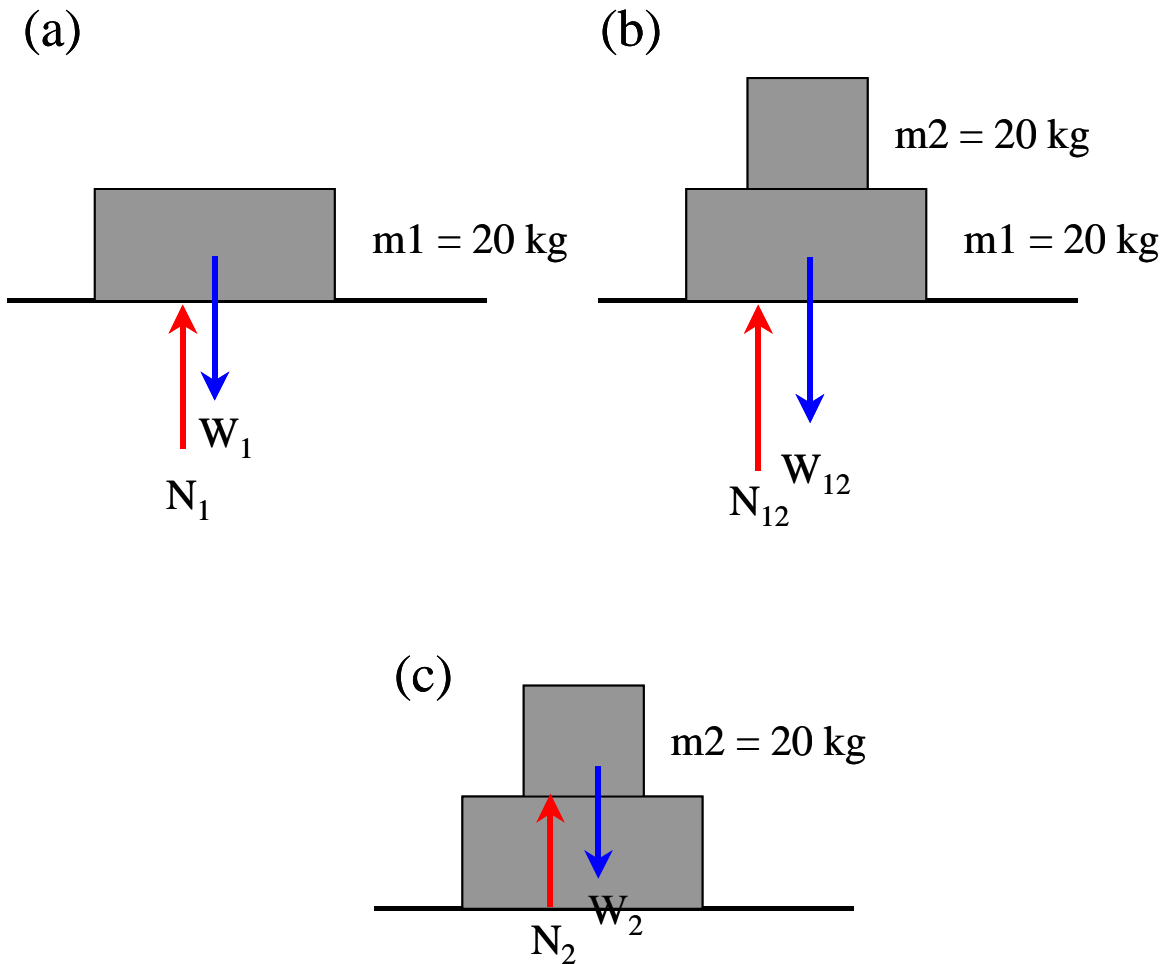 (a)
(b)
m2 = 20 kg
m1 = 20 kg
m1 = 20 kg
W1
N1
W12
N12
(c)
m2 = 20 kg
W2
N2